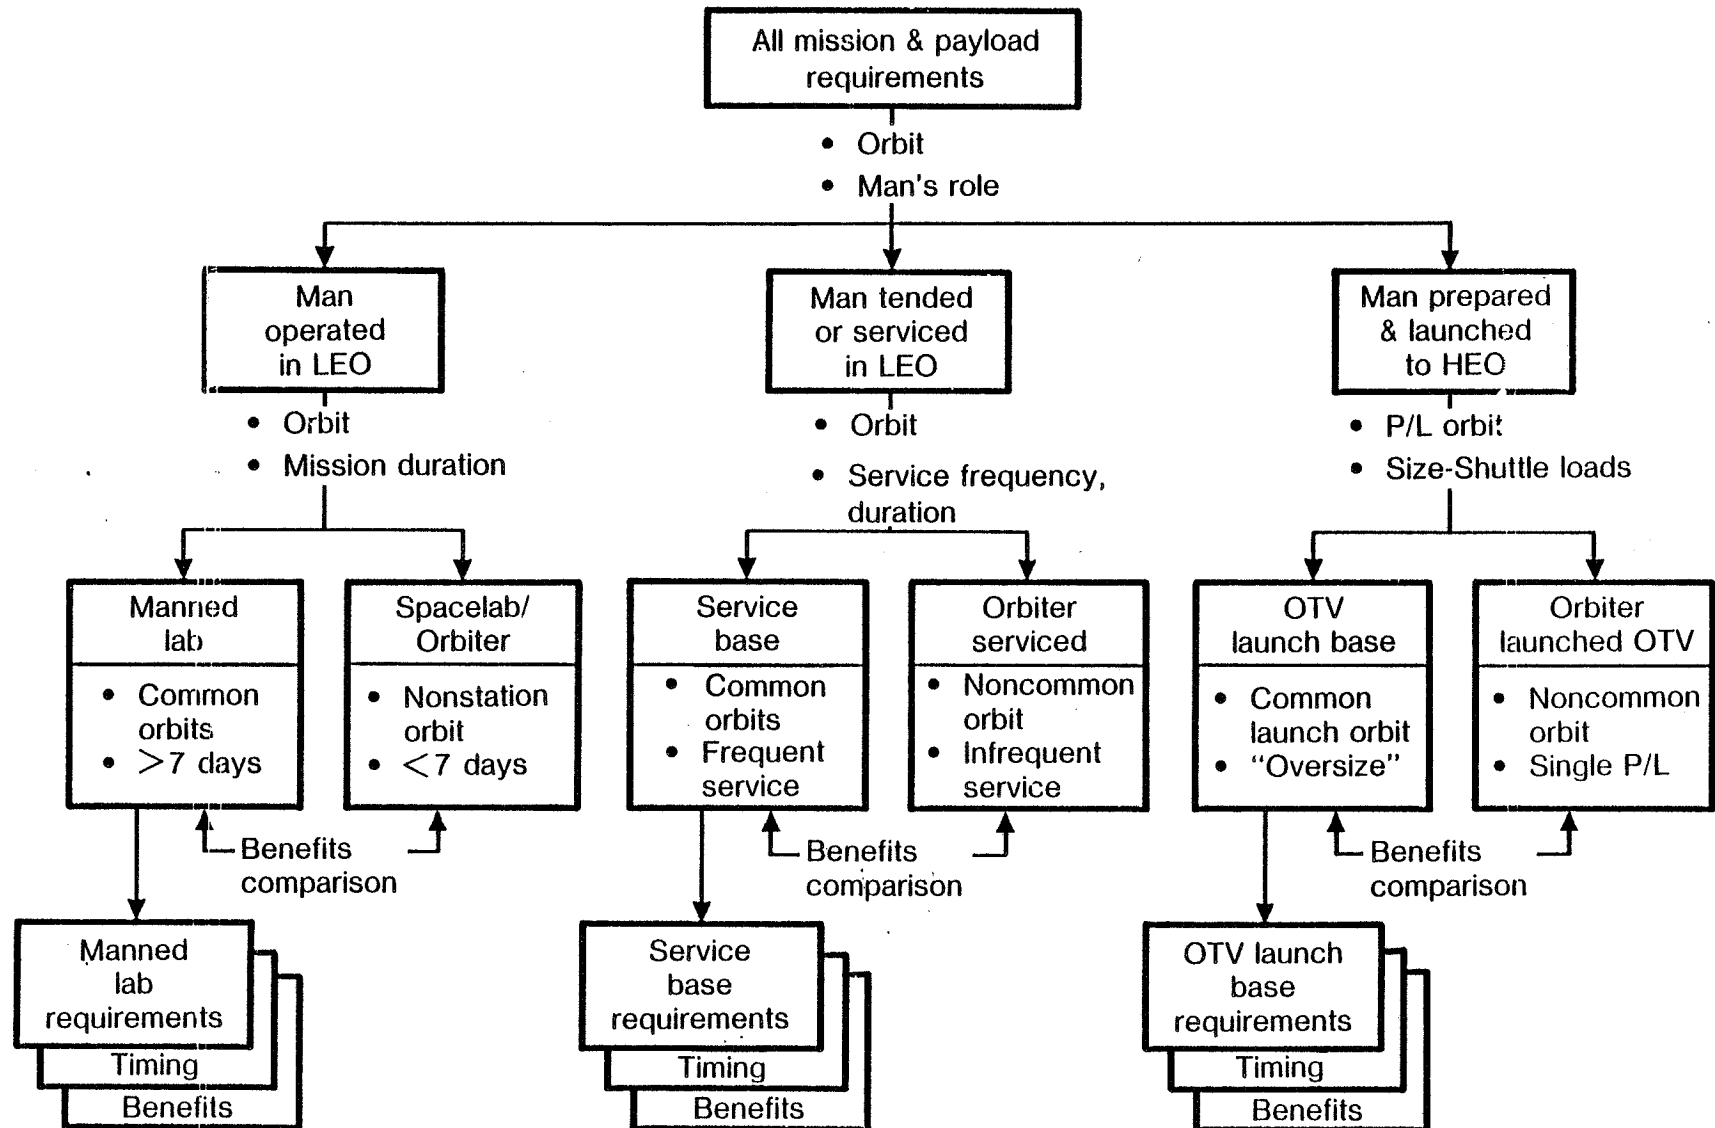 All mission & payload
requirements
• Orbit
• Man's role
Man
operated
in LEO
Man tended
or serviced
in LEO
Man prepared
& launched
to HEO
• Orbit
• Mission duration
• Orbit
• Service frequency,
duration
• P/L orbit
• Size-Shuttle loads
Manned
lab
• Common
orbits
• >7 days
Spacelab/
Orbiter
• Nonstation
orbit
• <7 days
Service
base
• Common
orbits
• Frequent
service
Orbiter
serviced
• Noncommon
orbit
• Infrequent
service
OTV
launch base
• Common
launch orbit
• “Oversize”
Orbiter
launched OTV
• Noncommon
orbit
• Single P/L
Benefits
comparison
Benefits
comparison
Benefits
comparison
Manned
lab
requirements
Timing
Benefits
Service
base
requirements
Timing
Benefits
OTV launch
base
requirements
Timing
Benefits